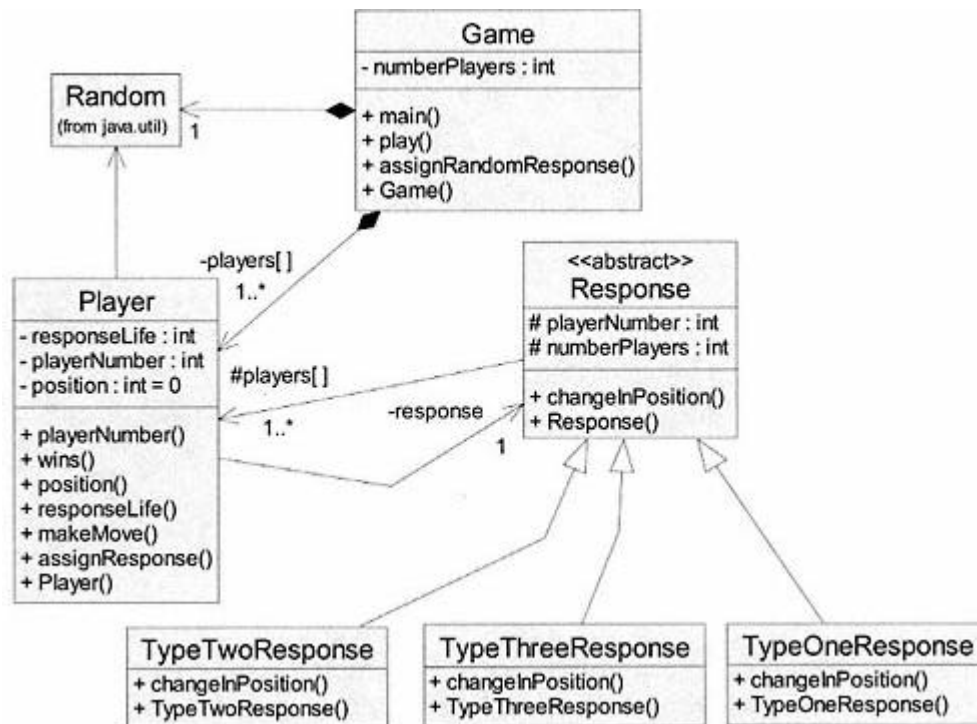 Game
- numberPlayers : int
+ main()
+ play()
+ assignRandomResponse()
+ Game()
Random
(from java.util)
1
-players[ ]
1..*
Player
- responseLife : int
- playerNumber : int
- position : int = 0
+ playerNumber()
+ wins()
+ position()
+ responseLife()
+ makeMove()
+ assignResponse()
+ Player()
#players[ ]
1..*
-response
1
<<abstract>>
Response
# playerNumber : int
# numberPlayers : int
+ changeInPosition()
+ Response()
TypeTwoResponse
+ changeInPosition()
+ TypeTwoResponse()
TypeThreeResponse
+ changeInPosition()
+ TypeThreeResponse()
TypeOneResponse
+ changeInPosition()
+ TypeOneResponse()